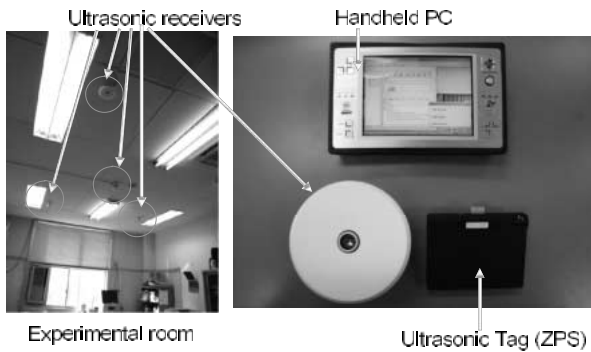 Ultrasonic receivers
Handheld PC
Experimental room
Ultrasonic Tag (ZPS)